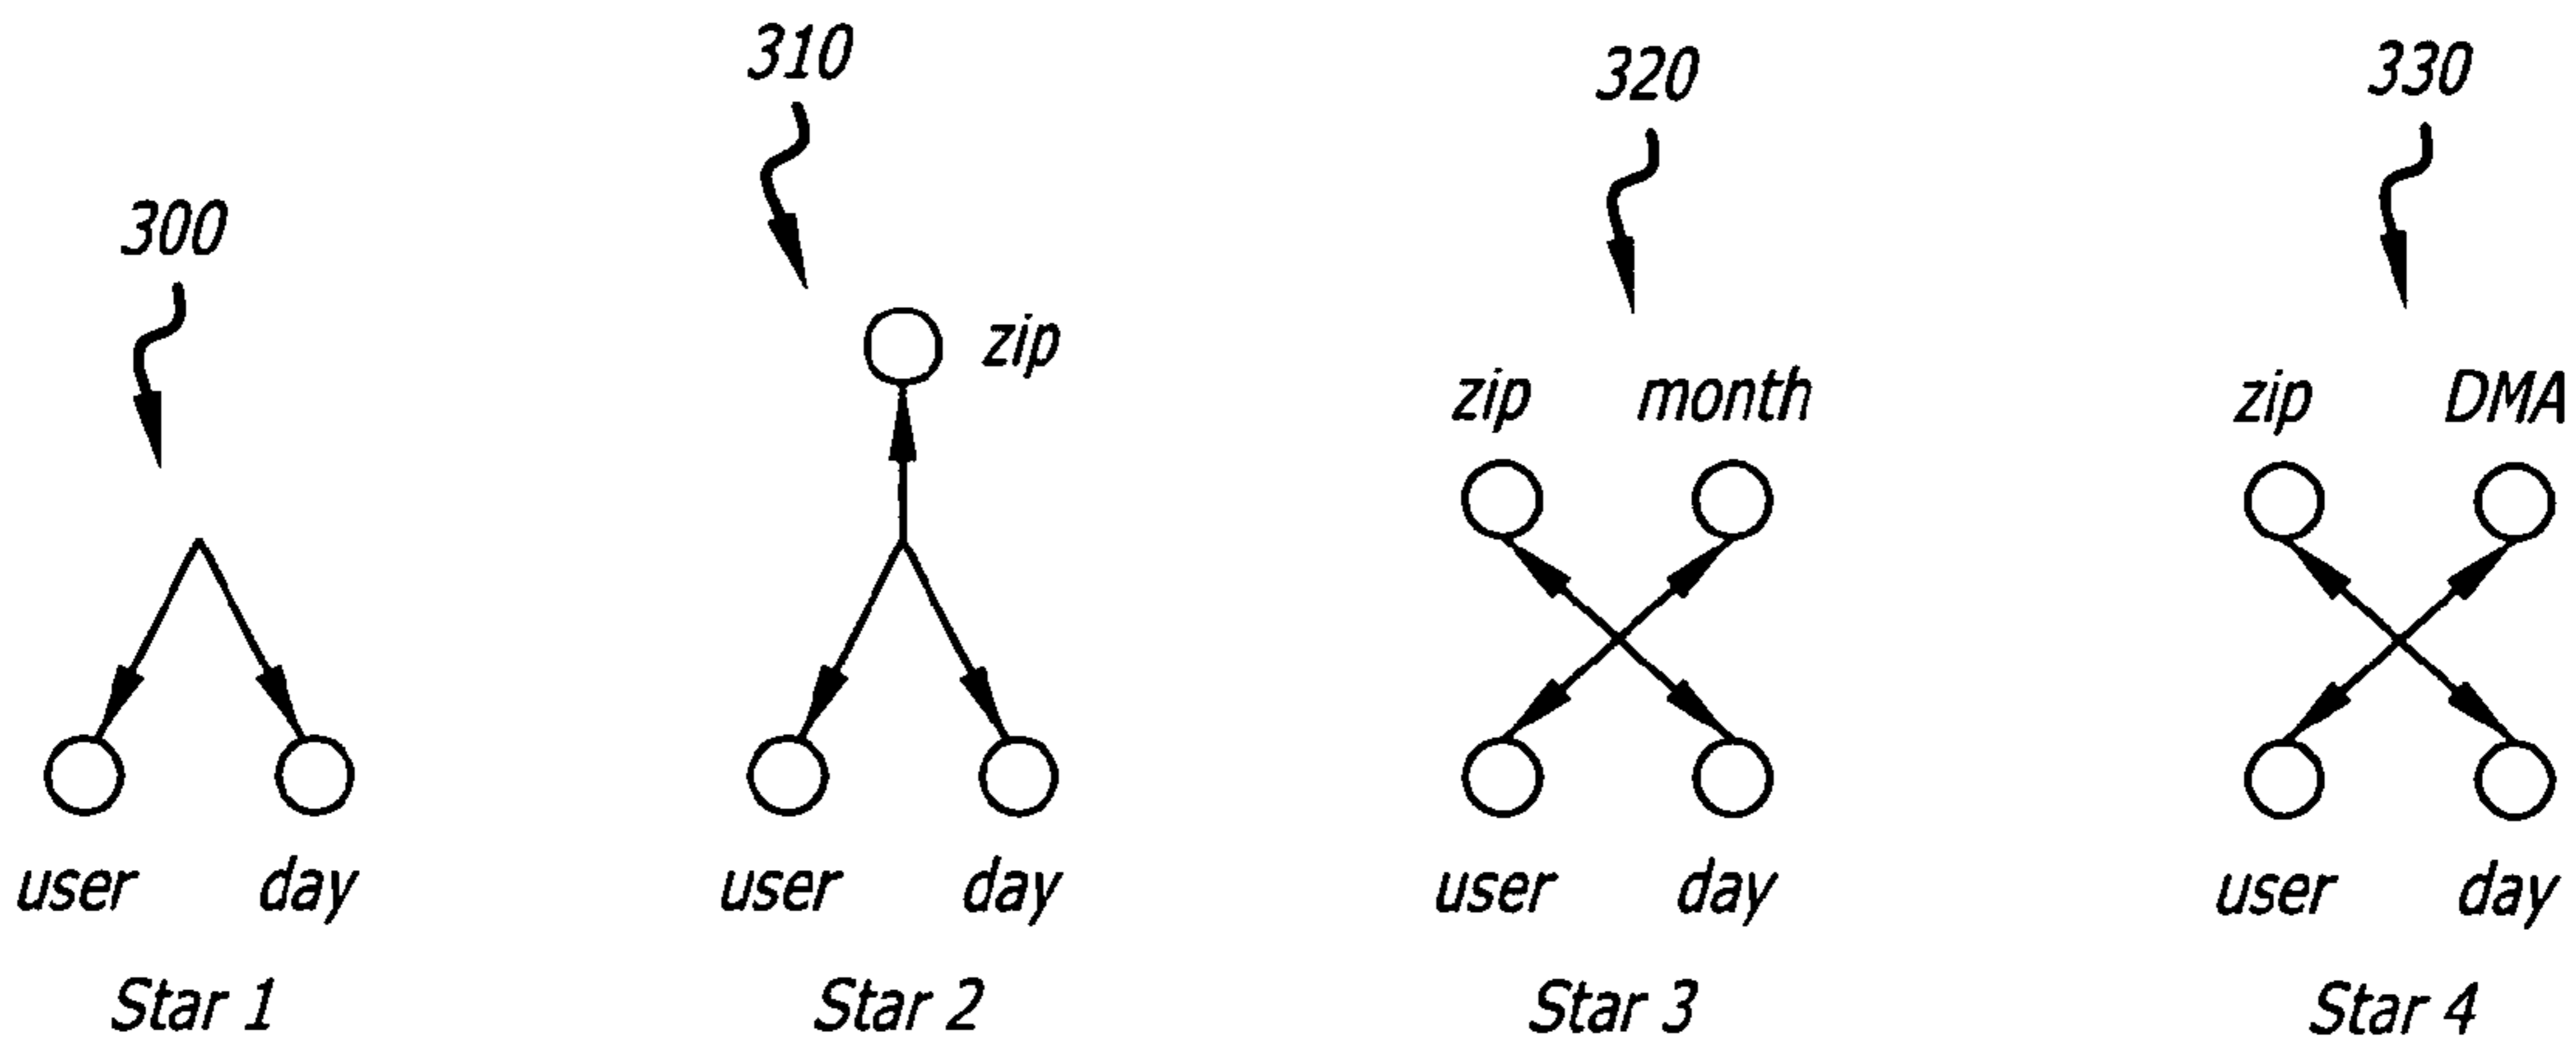 300
user day
Star 1
310
zip
user day
Star 2
320
zip month
user day
Star 3
330
zip DMA
user day
Star 4